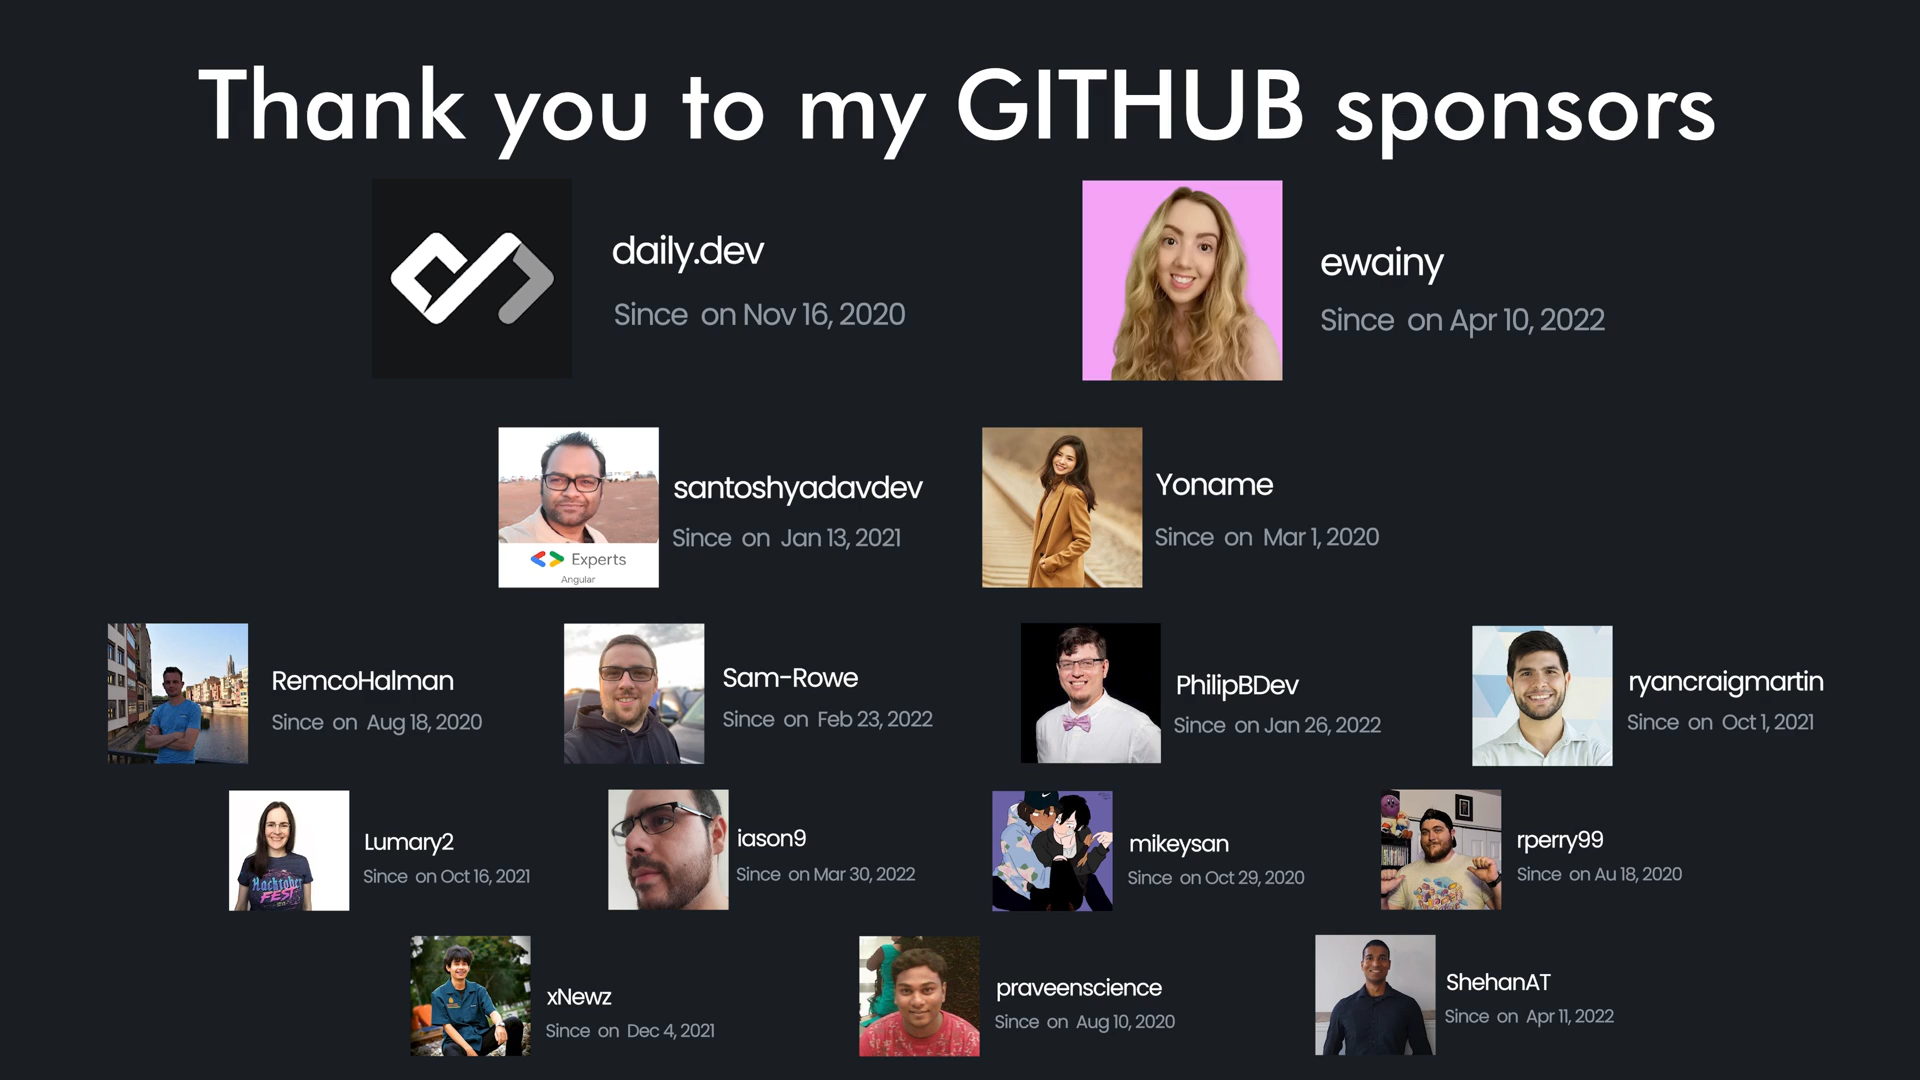 Thank you to my GITHUB sponsors
daily.dev
Since on Nov 16, 2020
ewainy
Since on Apr 10, 2022
santoshyadavdev
Since on Jan 13, 2021
Experts
Angular
Yoname
Since on Mar 1, 2020
RemcoHalman
Since on Aug 18, 2020
Sam-Rowe
Since on Feb 23, 2022
PhilipBDev
Since on Jan 26, 2022
ryancraigmartin
Since on Oct 1, 2021
Lumary2
Since on Oct 16, 2021
Hacktober
FEST
iason9
Since on Mar 30, 2022
mikeysan
Since on Oct 29, 2020
rperry99
Since on Au 18, 2020
xNewz
Since on Dec 4, 2021
praveenscience
Since on Aug 10, 2020
ShehanAT
Since on Apr 11, 2022